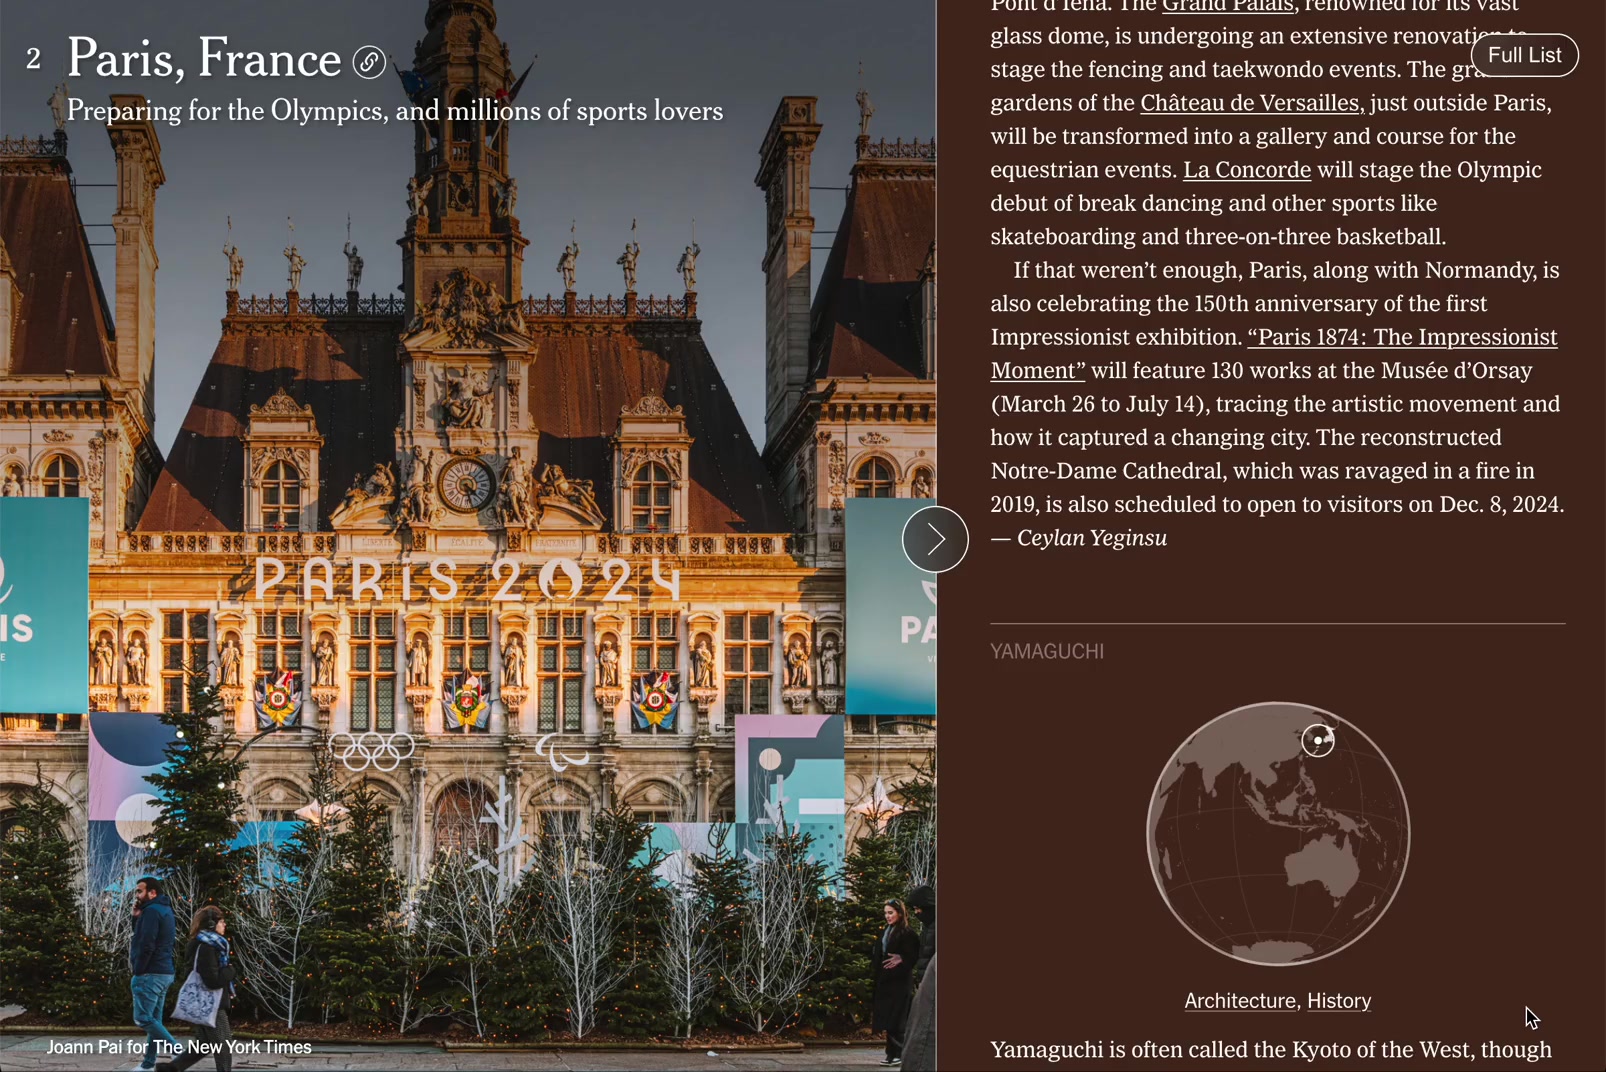 2 Paris, France
Preparing for the Olympics, and millions of sports lovers
LIBERTÉ EGALITÉ FRATERNITÉ
PARIS 2024
IS
PA
Joann Pai for The New York Times
Full List
Pont d'Iéna. The Grand Palais, renowned for its vast
glass dome, is undergoing an extensive renovation to
stage the fencing and taekwondo events. The
gardens of the Château de Versailles, just outside Paris,
will be transformed into a gallery and course for the
equestrian events. La Concorde will stage the Olympic
debut of break dancing and other sports like
skateboarding and three-on-three basketball.
If that weren’t enough, Paris, along with Normandy, is
also celebrating the 150th anniversary of the first
Impressionist exhibition. “Paris 1874: The Impressionist
Moment” will feature 130 works at the Musée d’Orsay
(March 26 to July 14), tracing the artistic movement and
how it captured a changing city. The reconstructed
Notre-Dame Cathedral, which was ravaged in a fire in
2019, is also scheduled to open to visitors on Dec. 8, 2024.
— Ceylan Yeginsu
YAMAGUCHI
Architecture, History
Yamaguchi is often called the Kyoto of the West, though